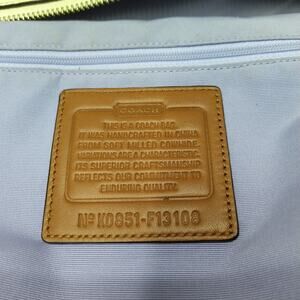 COACH
THIS IS A COACH BAG.
IT WAS HANDCRAFTED IN CHINA
FROM SOFT MILLED COWHIDE.
VARIATIONS ARE A CHARACTERISTIC.
ITS SUPERIOR CRAFTSMANSHIP
REFLECTS OUR COMMITMENT TO
ENDURING QUALITY.
Nº K0851-F13108